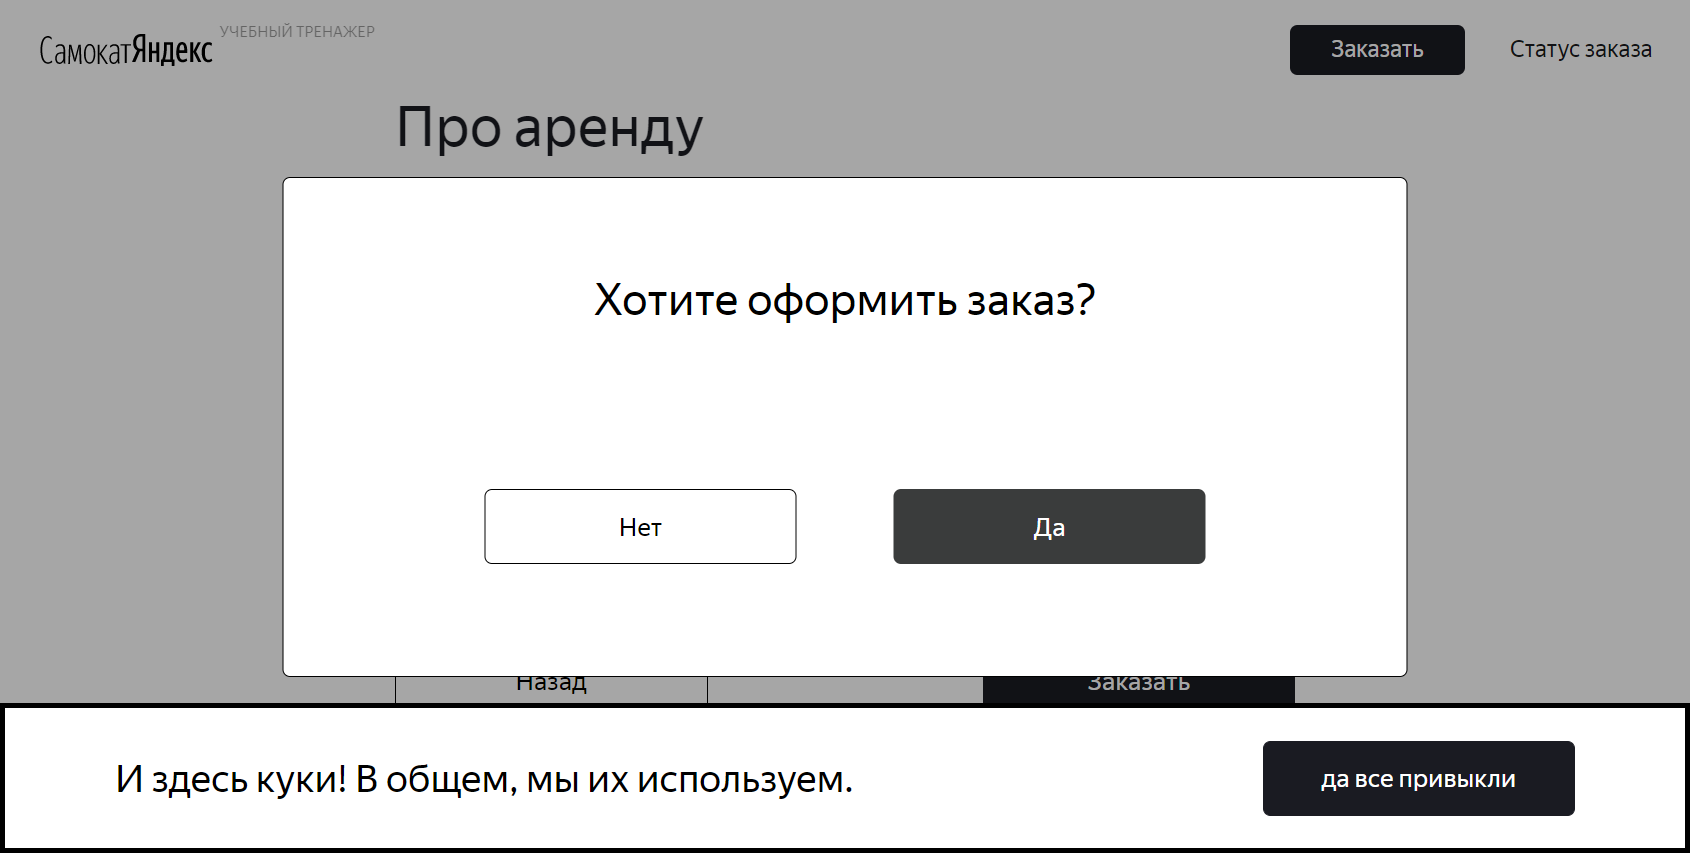 СамокатЯндекс
УЧЕБНЫЙ ТРЕНАЖЕР
Заказать
Статус заказа
Про аренду
Хотите оформить заказ?
Нет
Да
Назад
Заказать
И здесь куки! В общем, мы их используем.
да все привыкли